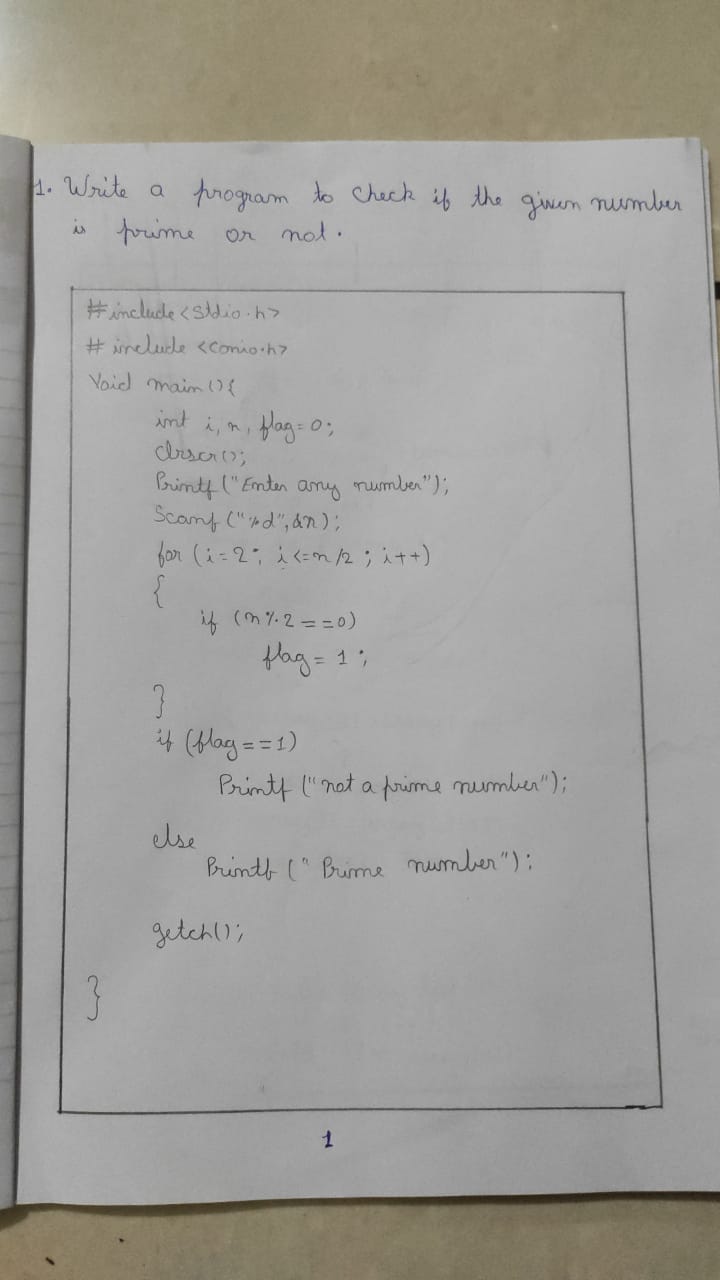 1. Write a program to check if the given number
is prime or not.
#include <stdio.h>
# include <conio.h>
Void main () {
int i, n, flag = 0;
clrscr();
Printf ("Enter any number");
Scanf ("%d", &n);
for (i = 2; i <= n/2 ; i++)
{
if (n % 2 == 0)
flag = 1;
}
if (flag == 1)
Printf ("not a prime number");
else
Printf (" Prime number");
getch();
}
1